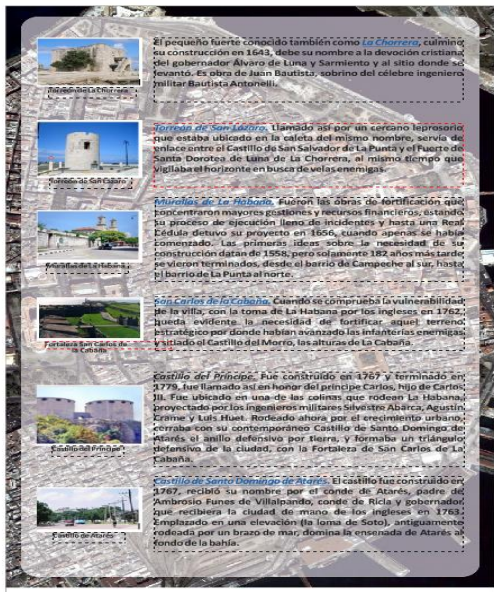 El pequeño fuerte conocido también como La Chorrera, culminó
su construcción en 1643, debe su nombre a la devoción cristiana
del gobernador Álvaro de Luna y Sarmiento y al sitio donde se
levantó. Es obra de Juan Bautista, sobrino del célebre ingeniero
militar Bautista Antonelli.
Torreón de La Chorrera
Torreón de San Lázaro. Llamado así por un cercano leprosorio
que estaba ubicado en la caleta del mismo nombre, servía de
enlace entre el Castillo de San Salvador de La Punta y el Fuerte de
Santa Dorotea de Luna de La Chorrera, al mismo tiempo que
vigilaba el horizonte en busca de velas enemigas.
Torreón de San Lázaro
Murallas de La Habana. Fueron las obras de fortificación que
concentraron mayores gestiones y recursos financieros, estando
su proceso de ejecución lleno de incidentes y hasta una Real
Cédula detuvo su proyecto en 1656, cuando apenas se había
comenzado. Las primeras ideas sobre la necesidad de su
construcción datan de 1558, pero solamente 182 años más tarde
se vieron terminados, desde el barrio de Campeche al sur, hasta
el barrio de La Punta al norte.
Murallas de La Habana
San Carlos de la Cabaña. Cuando se comprueba la vulnerabilidad
de la villa, con la toma de La Habana por los ingleses en 1762,
queda evidente la necesidad de fortificar aquel terreno
estratégico por donde habían avanzado las infanterías enemigas
y sitiado el Castillo del Morro, las alturas de La Cabaña.
Fortaleza San Carlos de
la Cabaña
Castillo del Príncipe. Fue construido en 1767 y terminado en
1779, fue llamado así en honor del príncipe Carlos, hijo de Carlos
III. Fue ubicado en una de las colinas que rodean La Habana,
proyectado por los ingenieros militares Silvestre Abarca, Agustín
Crame y Luis Huet. Rodeado ahora por el crecimiento urbano,
cerraba con su contemporáneo Castillo de Santo Domingo de
Atarés el anillo defensivo por tierra, y formaba un triángulo
defensivo de la ciudad, con la Fortaleza de San Carlos de La
Cabaña.
Castillo del Príncipe
Castillo de Santo Domingo de Atarés. El castillo fue construido en
1767, recibió su nombre por el conde de Atarés, padre de
Ambrosio Funes de Villalpando, conde de Ricla y gobernador
que recibiera la ciudad de mano de los ingleses en 1763.
Emplazado en una elevación (la loma de Soto), antiguamente
rodeada por un brazo de mar, domina la ensenada de Atarés al
fondo de la bahía.
Castillo de Atarés